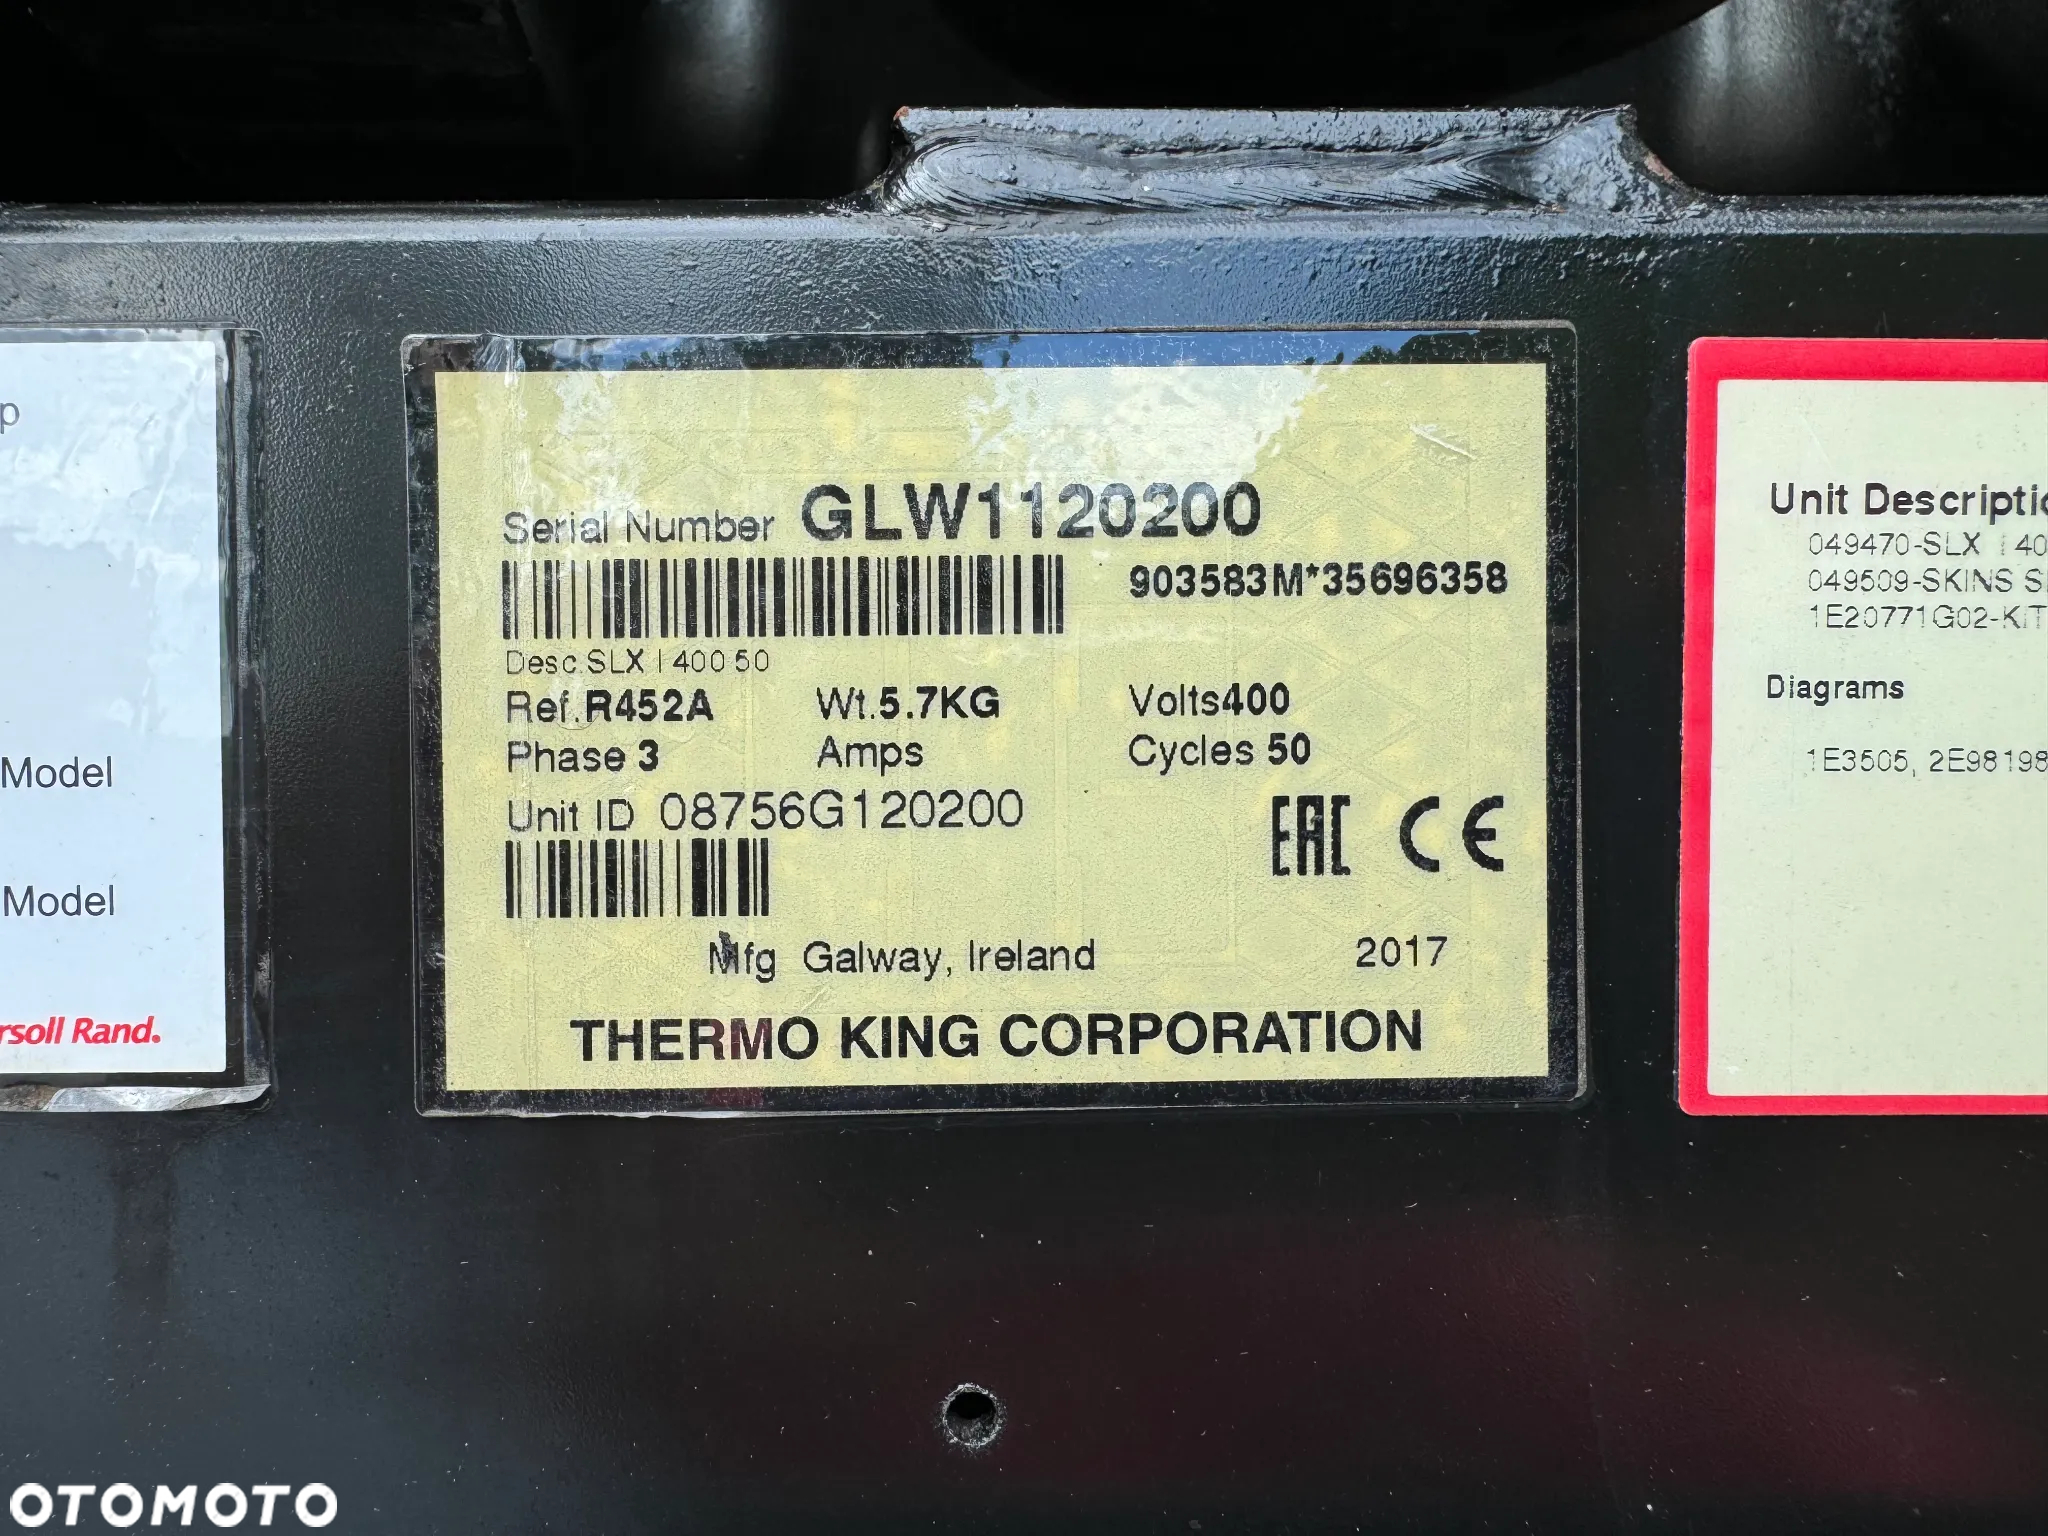 p
Model
Model
rsoll Rand.
Serial Number GLW1120200
903583M*35696358
Desc.SLX i 400 50
Ref.R452A Wt.5.7KG Volts400
Phase 3 Amps Cycles 50
Unit ID 08756G120200
EAC CE
Mfg Galway, Ireland 2017
THERMO KING CORPORATION
Unit Descriptio
049470-SLX i 40
049509-SKINS S
1E20771G02-KIT
Diagrams
1E3505, 2E98198
OTOMOTO